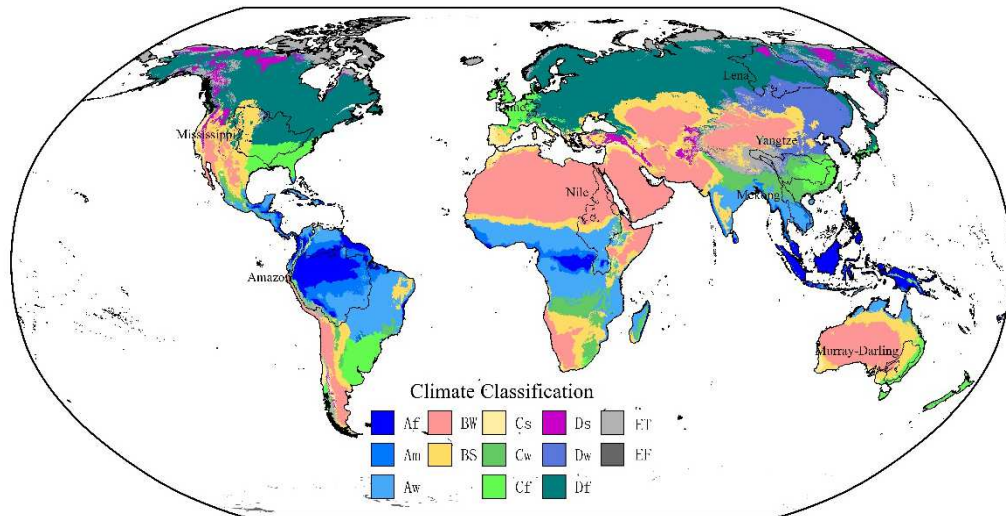 Lena
Mississippi
Yangtze
Nile
Mekong
Amazon
Murray-Darling
Climate Classification
Af BW Cs Ds ET
Am BS Cw Dw EF
Aw Cf Df